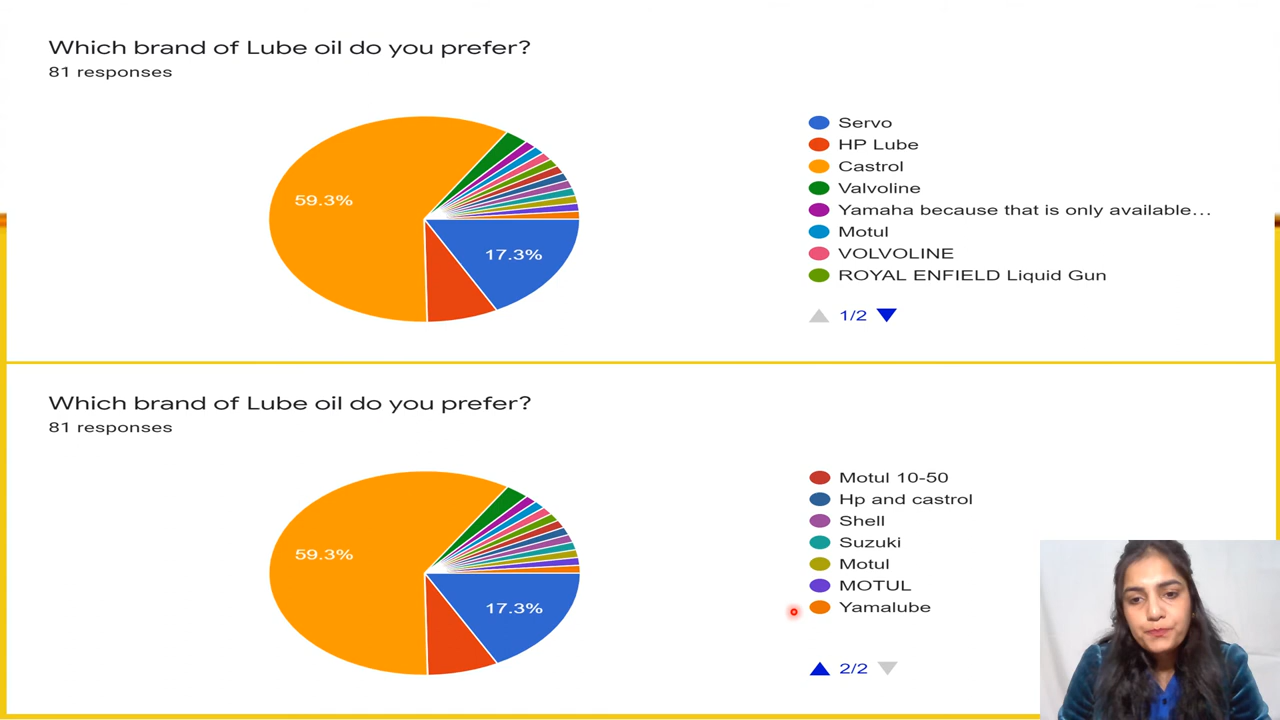 Which brand of Lube oil do you prefer?
81 responses
59.3%
17.3%
Servo
HP Lube
Castrol
Valvoline
Yamaha because that is only available…
Motul
VOLVOLINE
ROYAL ENFIELD Liquid Gun
1/2
Which brand of Lube oil do you prefer?
81 responses
59.3%
17.3%
Motul 10-50
Hp and castrol
Shell
Suzuki
Motul
MOTUL
Yamalube
2/2